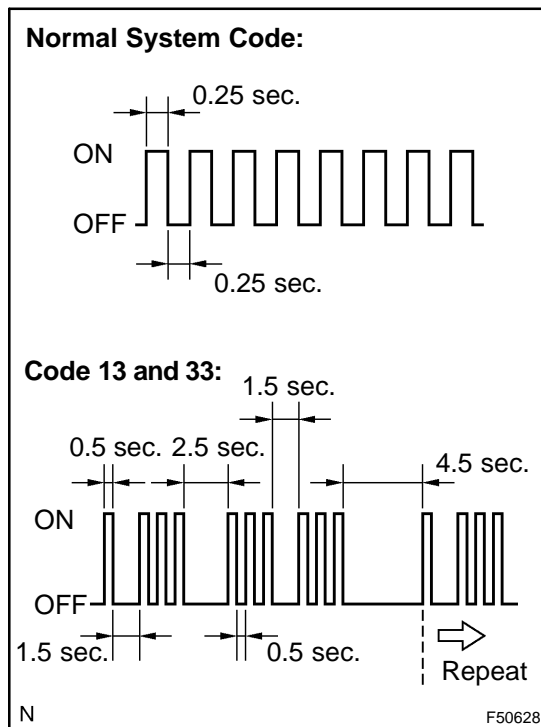 Normal System Code:
0.25 sec.
ON
OFF
0.25 sec.
Code 13 and 33:
1.5 sec.
0.5 sec.
2.5 sec.
4.5 sec.
ON
OFF
1.5 sec.
0.5 sec.
Repeat
N
F50628